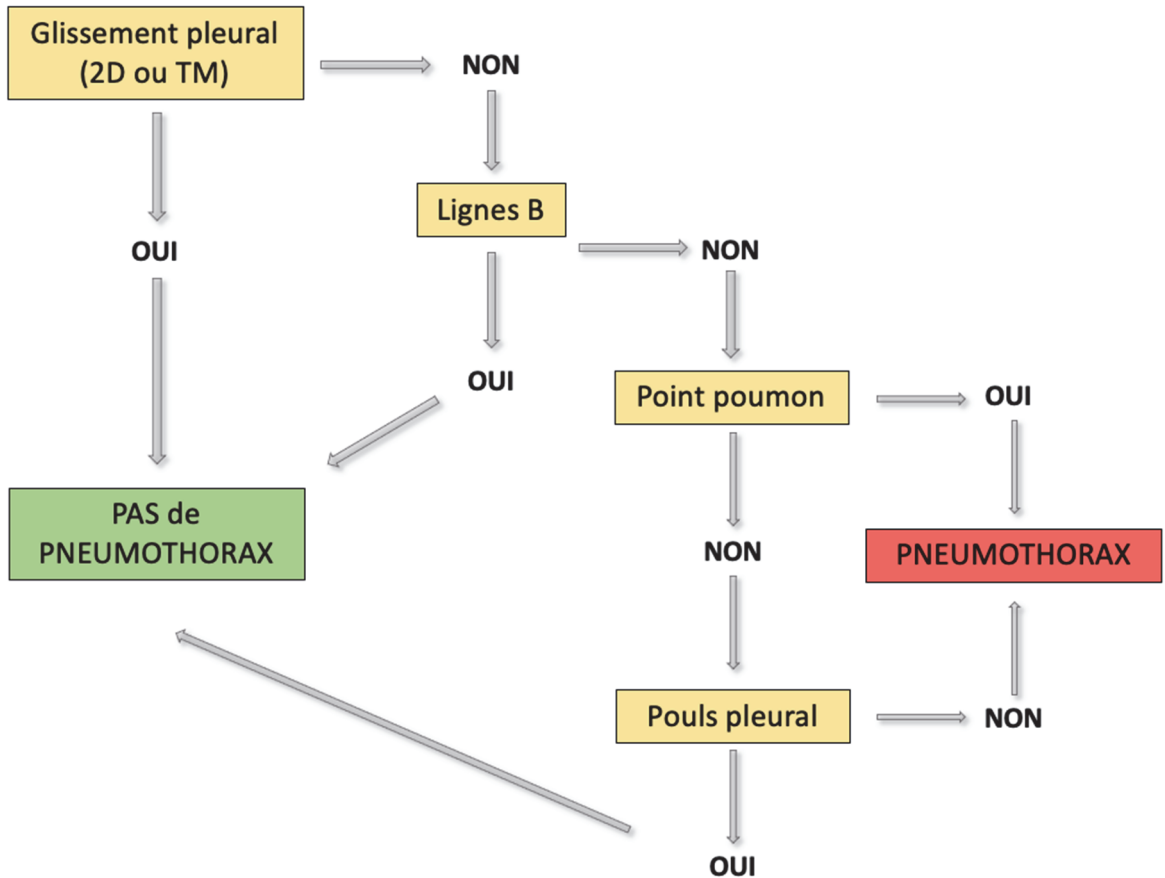 Glissement pleural
(2D ou TM)
NON
Lignes B
OUI
NON
OUI
Point poumon
OUI
PAS de
PNEUMOTHORAX
NON
PNEUMOTHORAX
Pouls pleural
NON
OUI